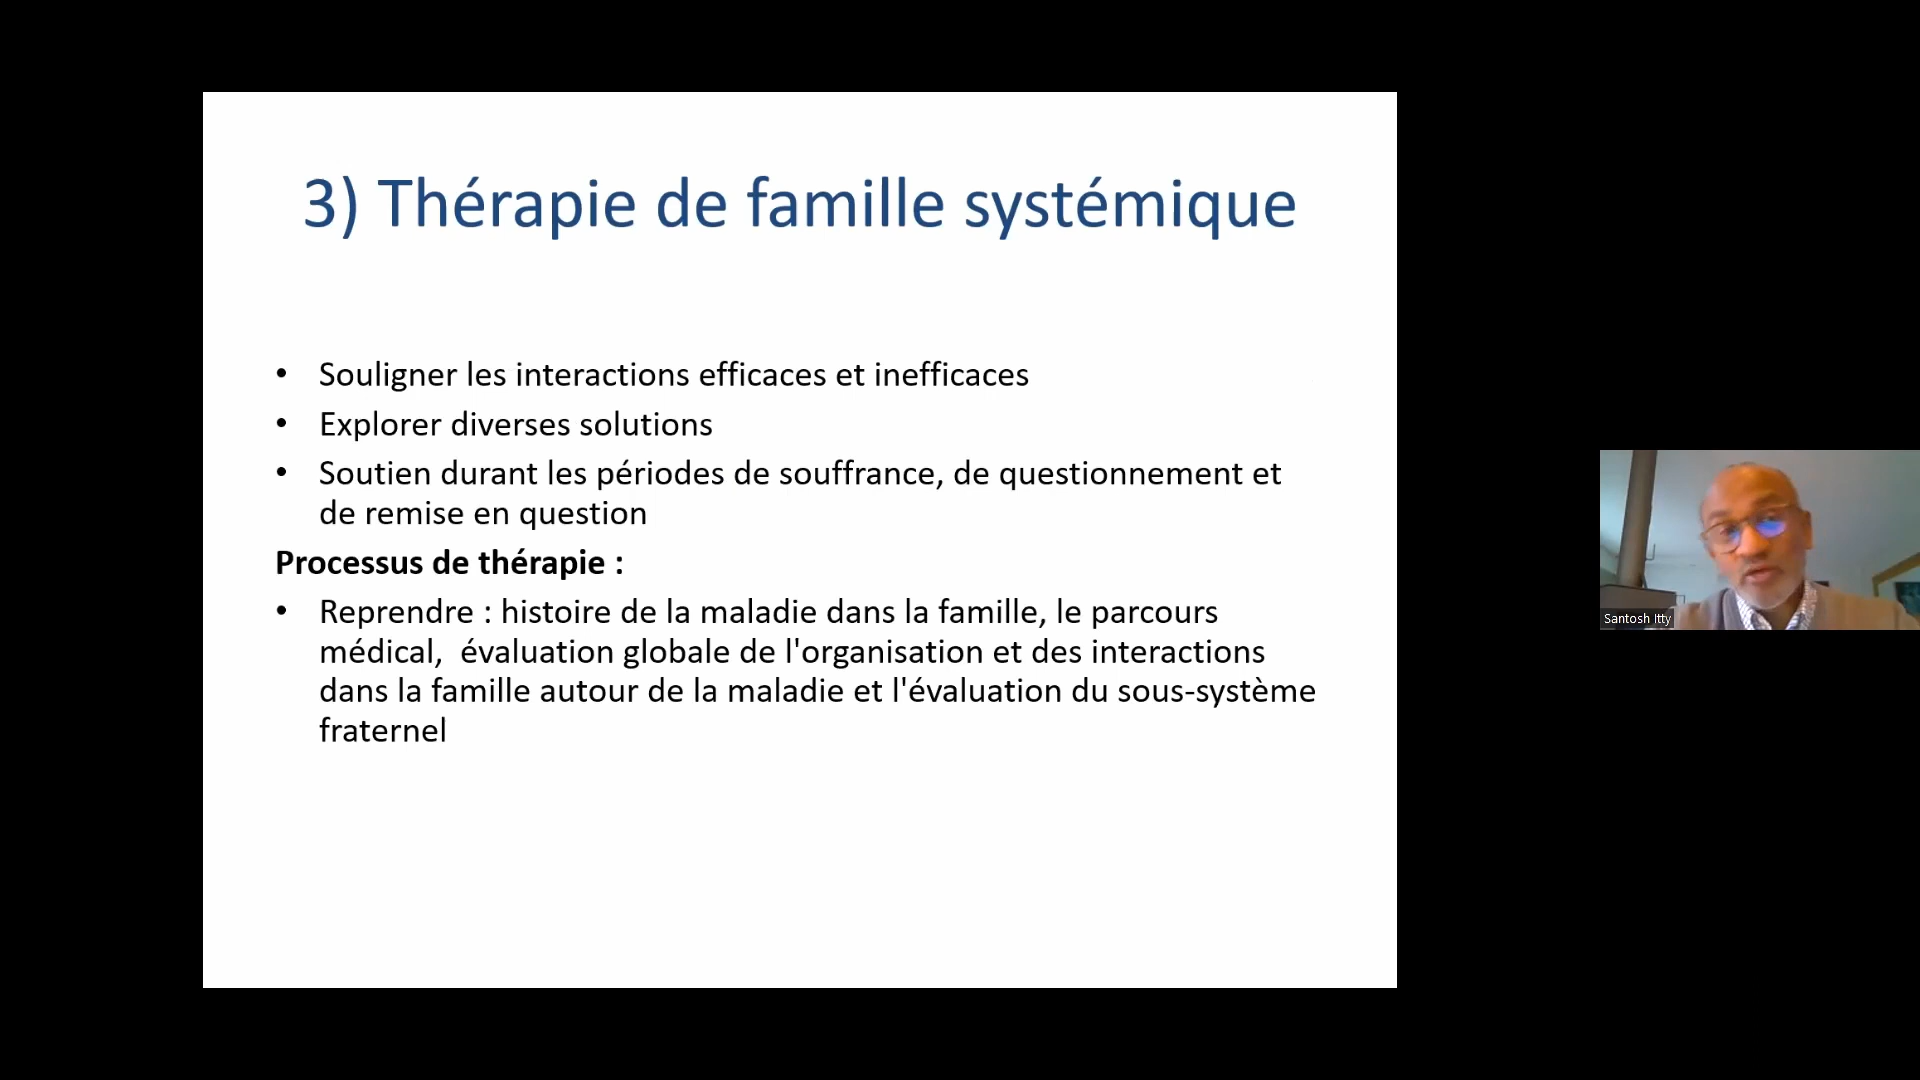 3) Thérapie de famille systémique
• Souligner les interactions efficaces et inefficaces
• Explorer diverses solutions
• Soutien durant les périodes de souffrance, de questionnement et
de remise en question
Processus de thérapie :
• Reprendre : histoire de la maladie dans la famille, le parcours
médical,  évaluation globale de l'organisation et des interactions
dans la famille autour de la maladie et l'évaluation du sous-système
fraternel
Santosh Itty